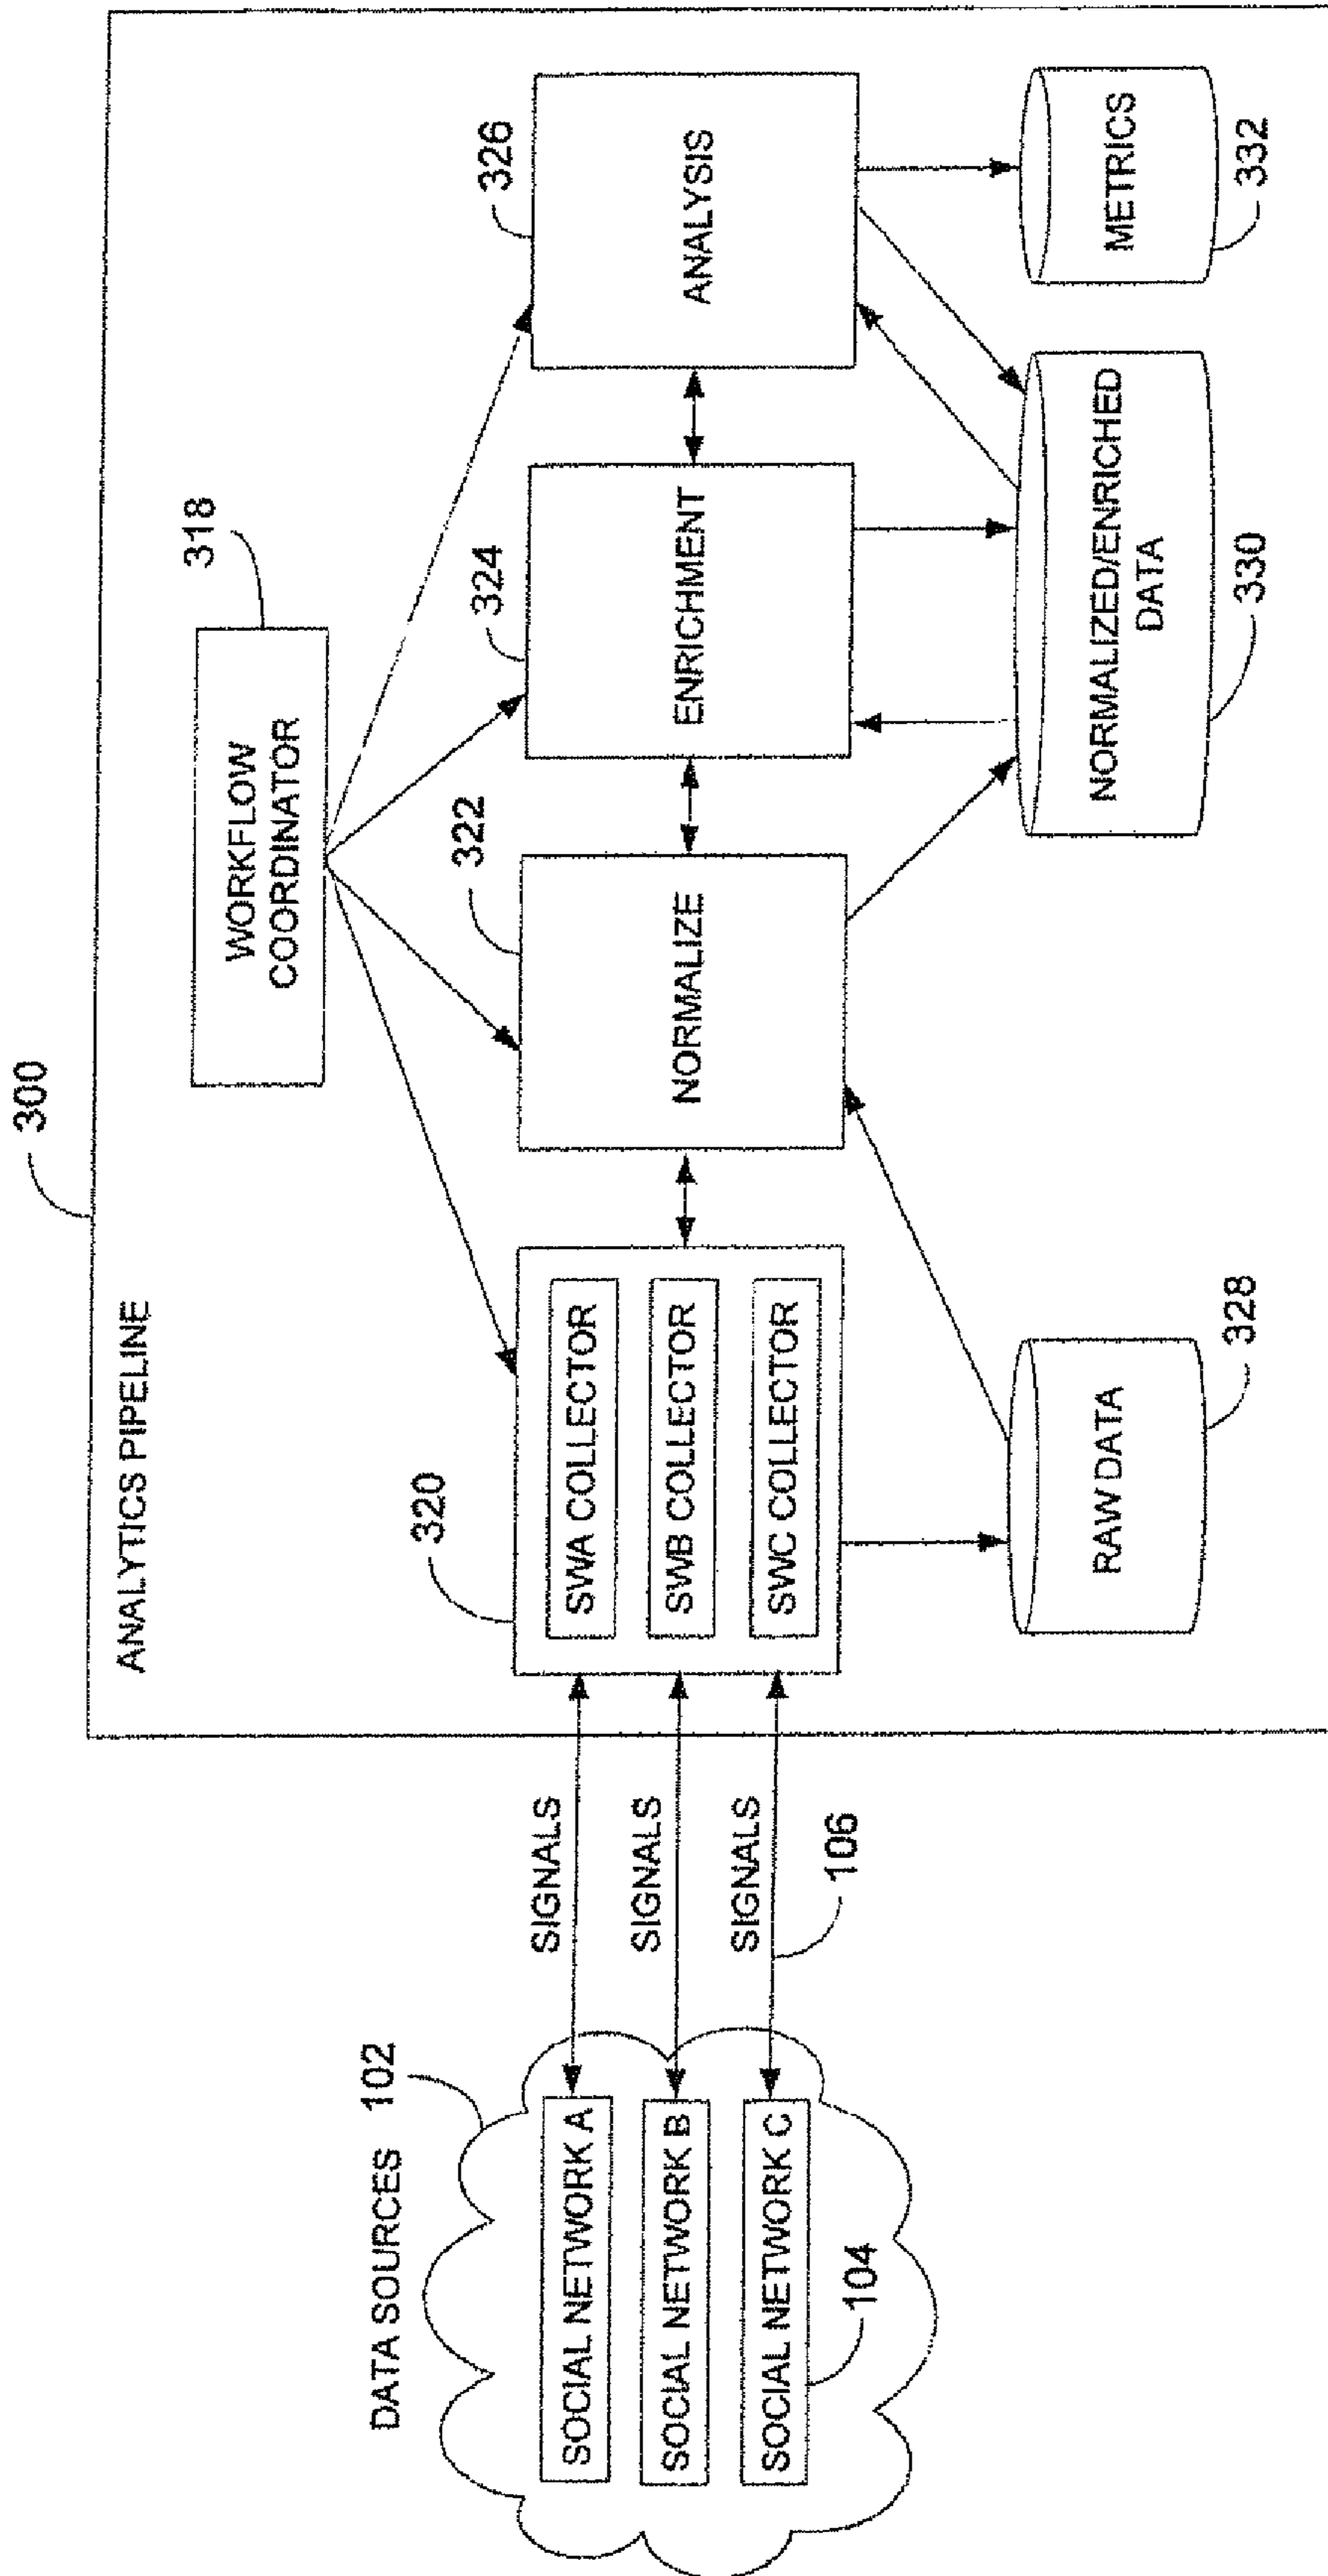 300
ANALYTICS PIPELINE
318
WORKFLOW
COORDINATOR
DATA SOURCES 102
SOCIAL NETWORK A
SOCIAL NETWORK B
SOCIAL NETWORK C
104
SIGNALS
SIGNALS
SIGNALS
106
320
SWA COLLECTOR
SWB COLLECTOR
SWC COLLECTOR
322
NORMALIZE
324
ENRICHMENT
326
ANALYSIS
RAW DATA
328
NORMALIZED/ENRICHED
DATA
330
METRICS
332